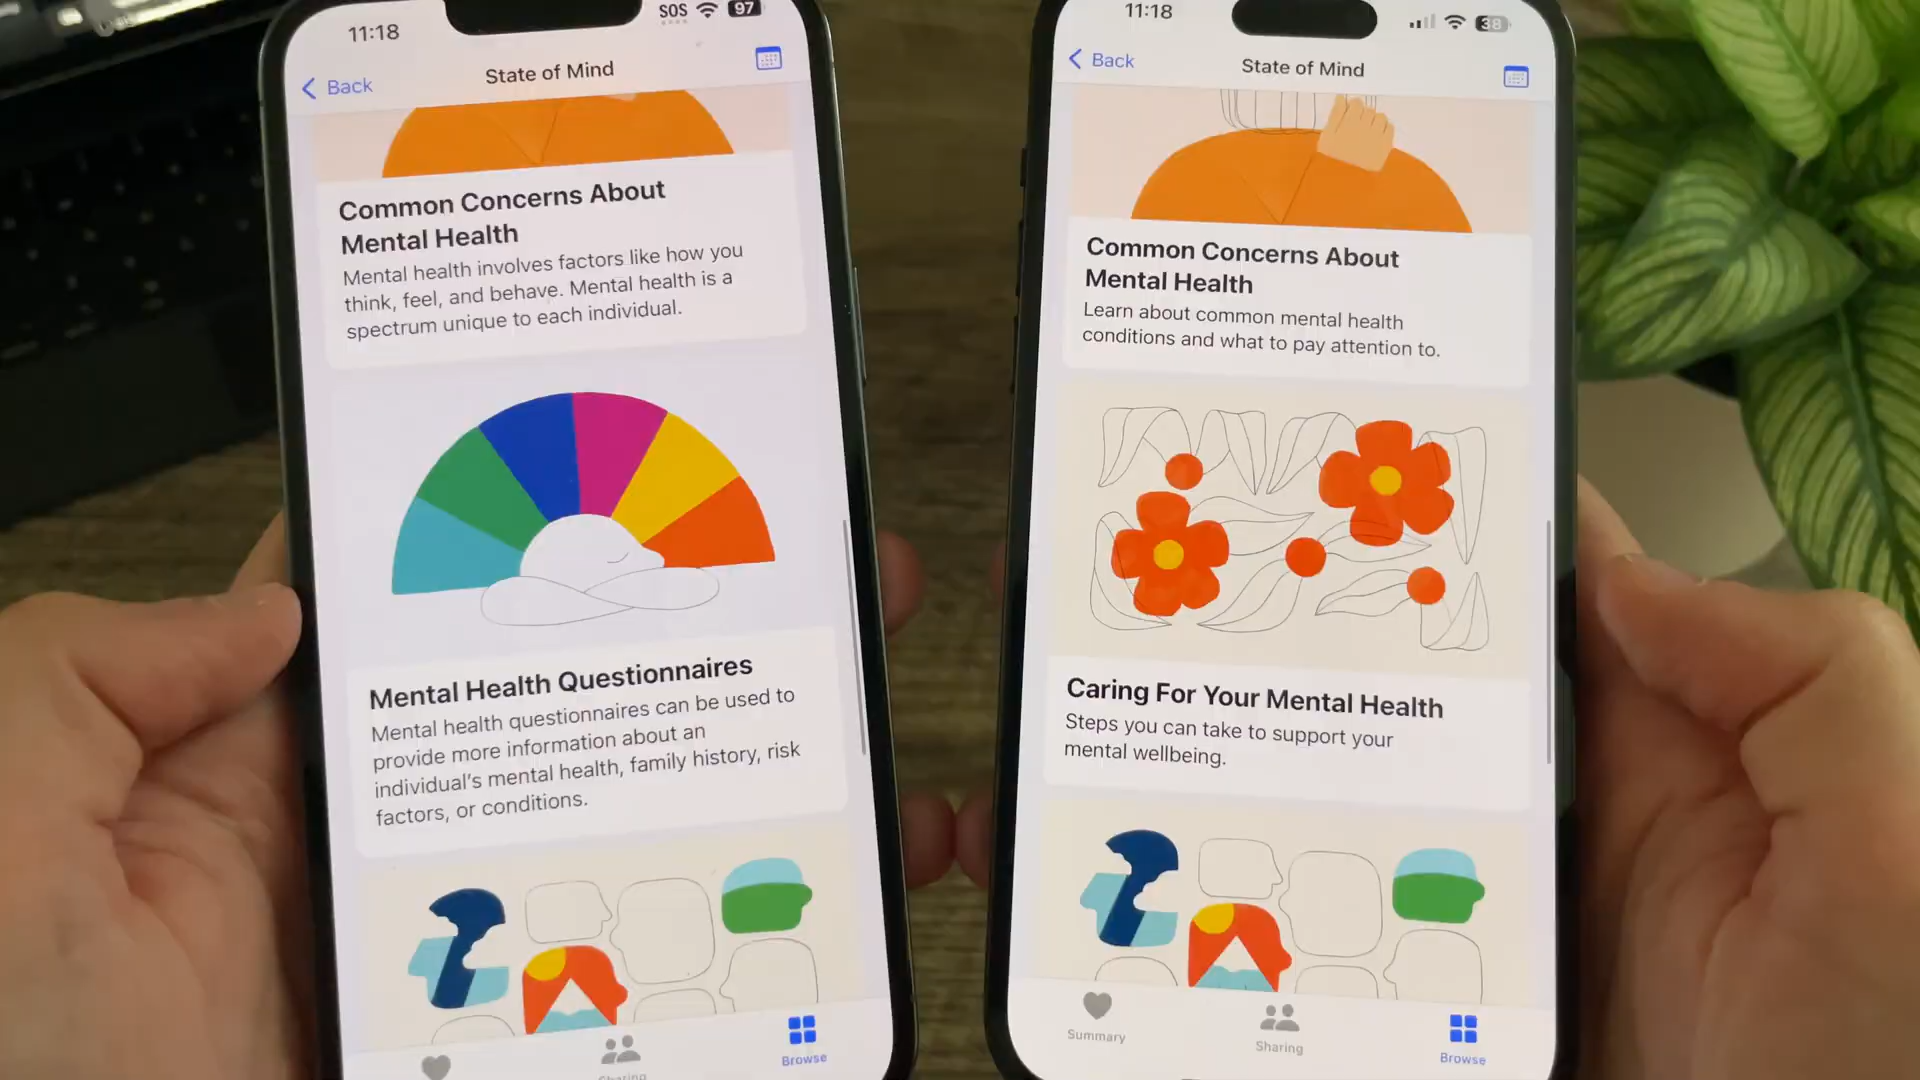 11:18
SOS
97
Back
State of Mind
Common Concerns About
Mental Health
Mental health involves factors like how you
think, feel, and behave. Mental health is a
spectrum unique to each individual.
Mental Health Questionnaires
Mental health questionnaires can be used to
provide more information about an
individual's mental health, family history, risk
factors, or conditions.
Sharing
Browse
11:18
38
Back
State of Mind
Common Concerns About
Mental Health
Learn about common mental health
conditions and what to pay attention to.
Caring For Your Mental Health
Steps you can take to support your
mental wellbeing.
Summary
Sharing
Browse